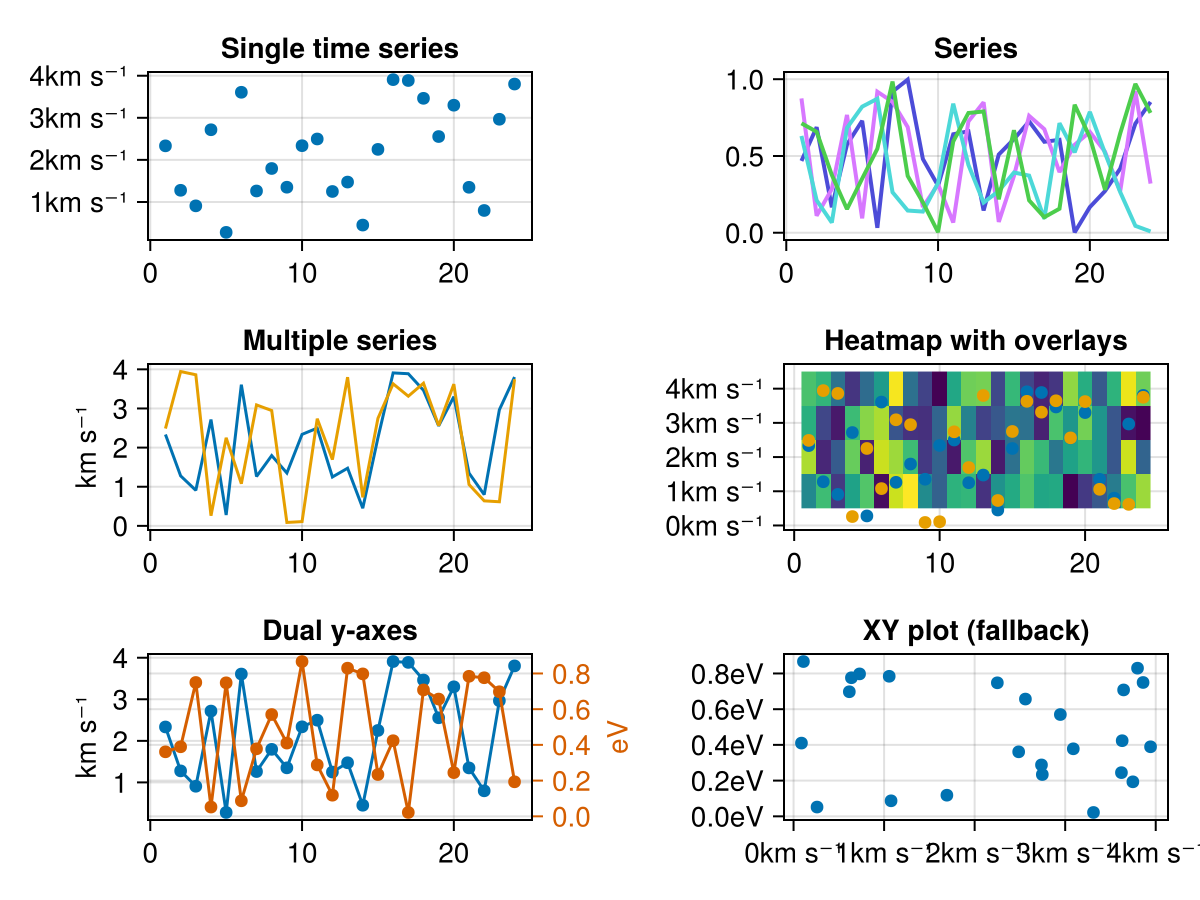 Single time series
4km s⁻¹
3km s⁻¹
2km s⁻¹
1km s⁻¹
0 10 20
Series
1.0
0.5
0.0
0 10 20
Multiple series
km s⁻¹
4
3
2
1
0
0 10 20
Heatmap with overlays
4km s⁻¹
3km s⁻¹
2km s⁻¹
1km s⁻¹
0km s⁻¹
0 10 20
Dual y-axes
km s⁻¹
4
3
2
1
0.8
0.6
0.4
0.2
0.0
eV
0 10 20
XY plot (fallback)
0.8eV
0.6eV
0.4eV
0.2eV
0.0eV
0km s⁻¹ 1km s⁻¹ 2km s⁻¹ 3km s⁻¹ 4km s⁻¹